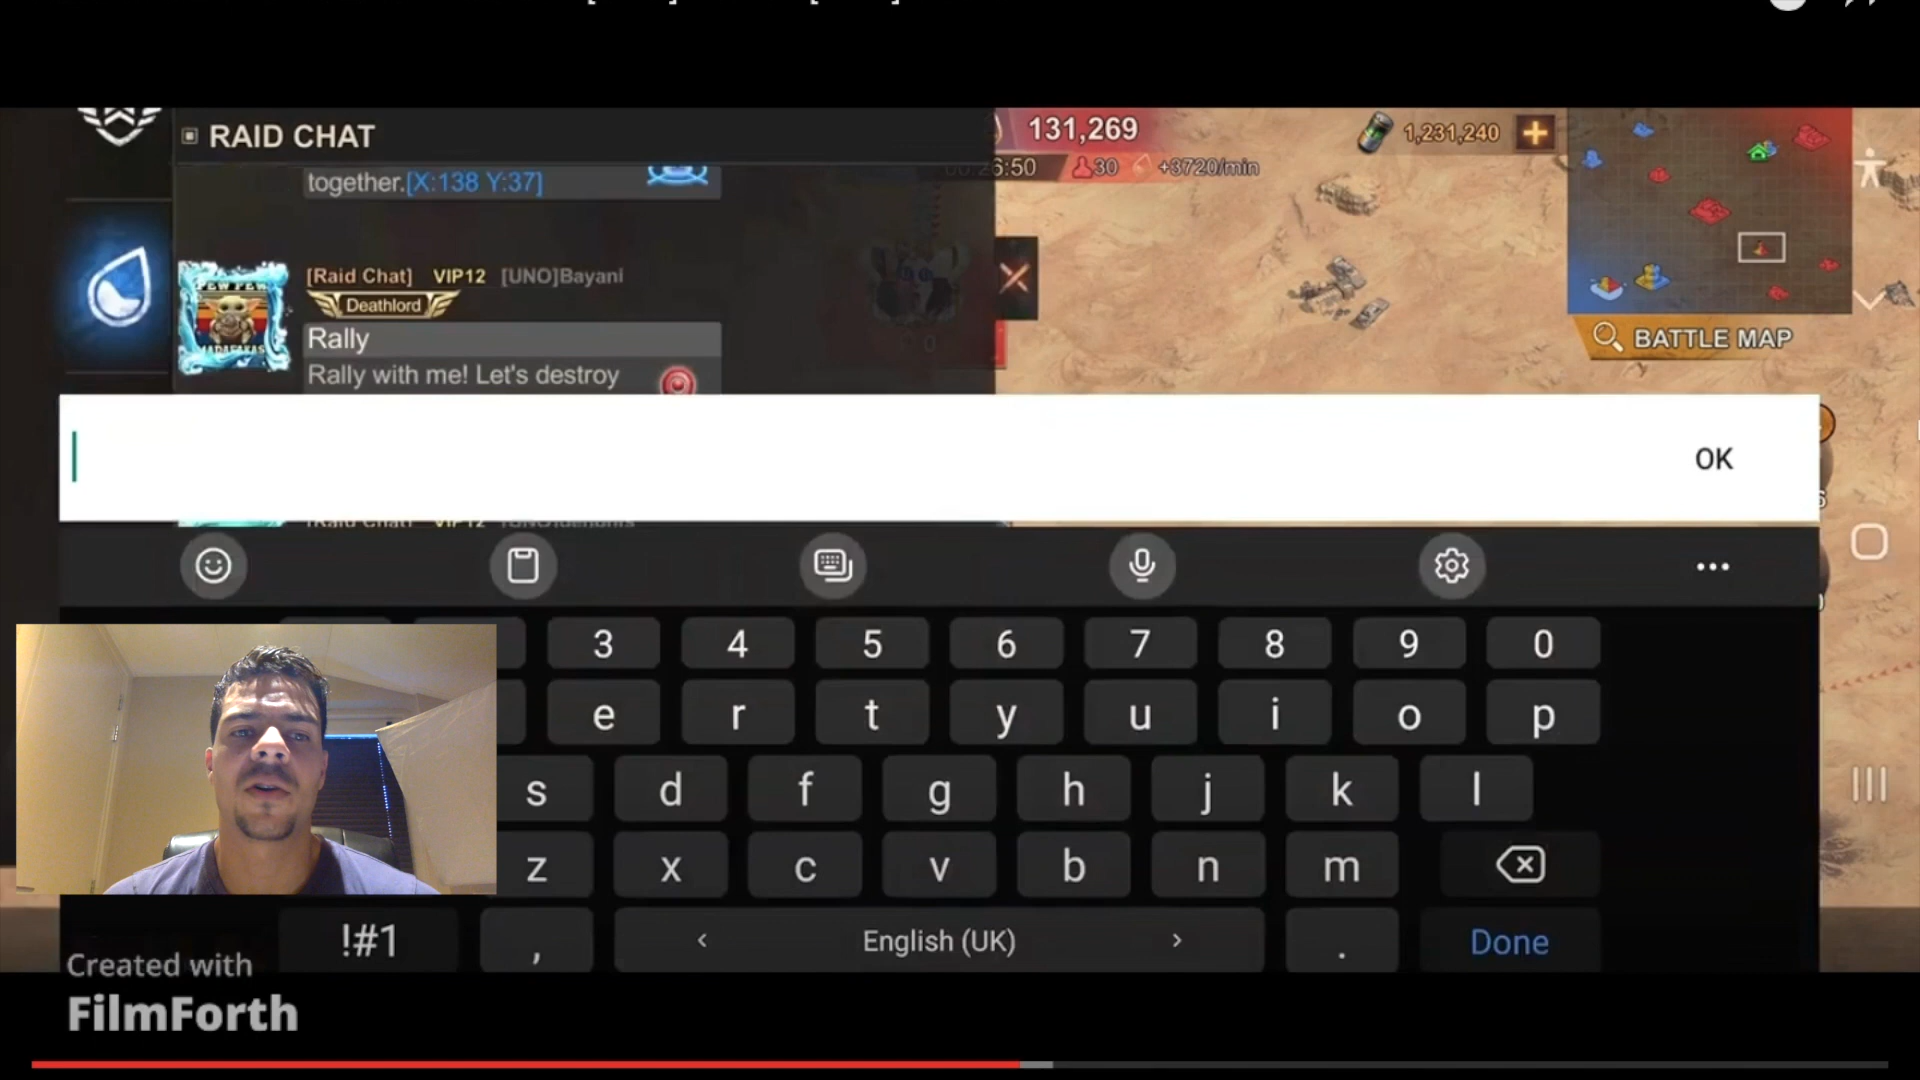 RAID CHAT
131,269
1,231,240
6:50
30
+3720/min
together.[X:138 Y:37]
[Raid Chat] VIP12 [UNO]Bayani
Deathlord
Rally
Rally with me! Let's destroy
BATTLE MAP
OK
3 4 5 6 7 8 9 0
e r t y u i o p
s d f g h j k l
z x c v b n m
!#1 , < English (UK) > . Done
Created with
FilmForth